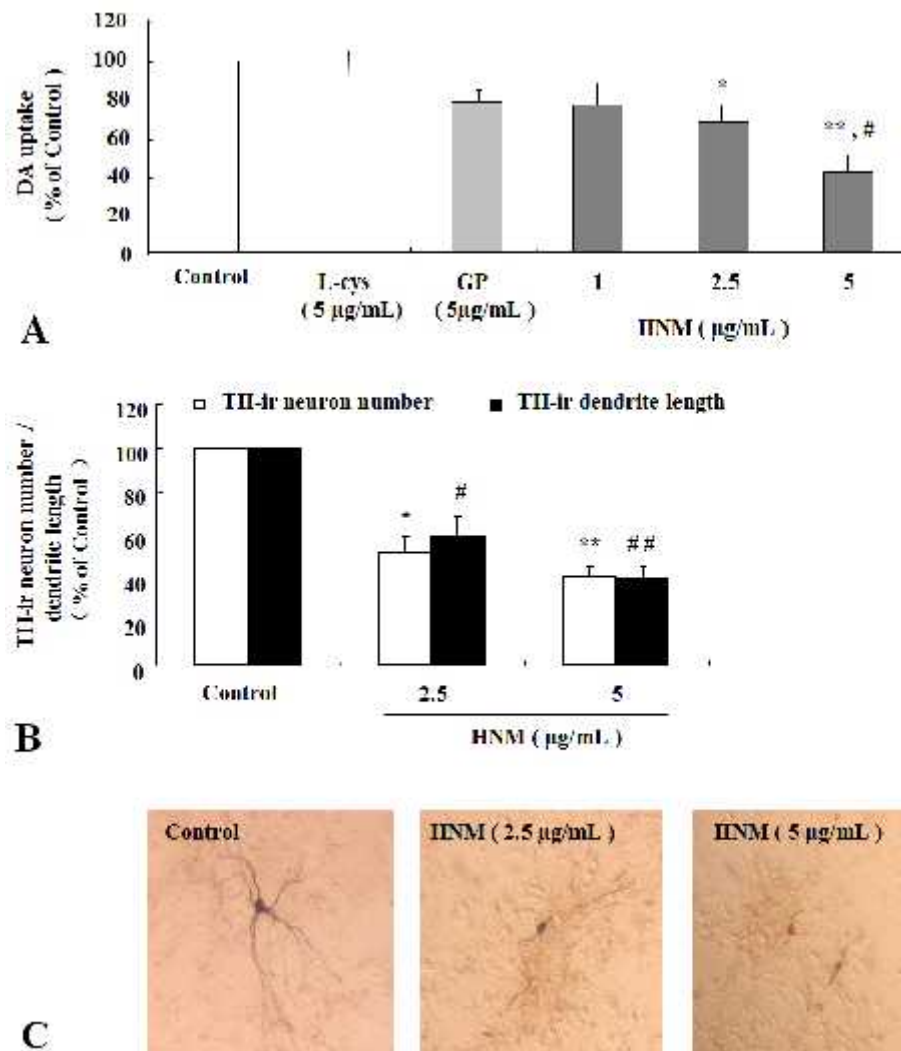 DA uptake
( % of Control )
120
100
80
60
40
20
0
*
**, #
Control
L-cys
( 5 µg/mL )
GP
( 5µg/mL )
1
2.5
5
HNM ( µg/mL )
A
TH-ir neuron number /
dendrite length
( % of Control )
120
100
80
60
40
20
0
TH-ir neuron number
TH-ir dendrite length
*
#
**
##
Control
2.5
5
HNM ( µg/mL )
B
Control
HNM ( 2.5 µg/mL )
HNM ( 5 µg/mL )
C